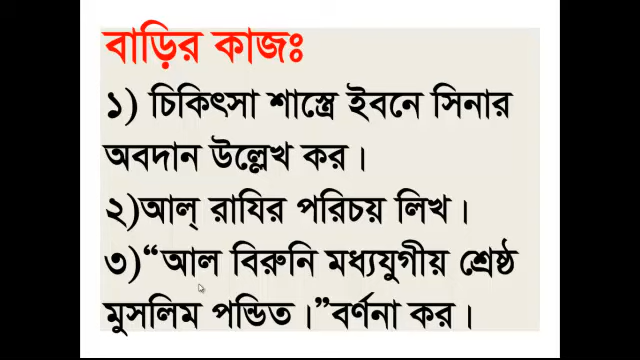 বাড়ির কাজঃ
১) চিকিৎসা শাস্ত্রে ইবনে সিনার
অবদান উল্লেখ কর।
২)আল্ রাযির পরিচয় লিখ।
৩)“আল বিরুনি মধ্যযুগীয় শ্রেষ্ঠ
মুসলিম পন্ডিত।”বর্ণনা কর।